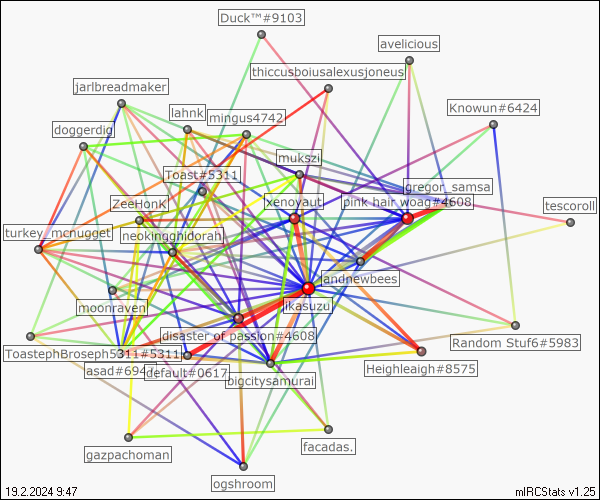 Duck™#9103
avelicious
thiccusboiusalexusjoneus
jarlbreadmaker
Knowun#6424
lahnk
mingus4742
doggerdig
mukszi
Toast#5311
gregor_samsa
ZeeHonK
xenoyaut
pink hair woag#4608
tescoroll
turkey_mcnugget
neokingghidorah
landnewbees
moonraven
ikasuzuj
disaster of passion#4608
Random Stuf6#5983
ToastephBroseph5311#5311
asad#694
default#0617
Heighleaigh#8575
bigcitysamurai
facadas.
gazpachoman
ogshroom
19.2.2024 9:47
mIRCStats v1.25